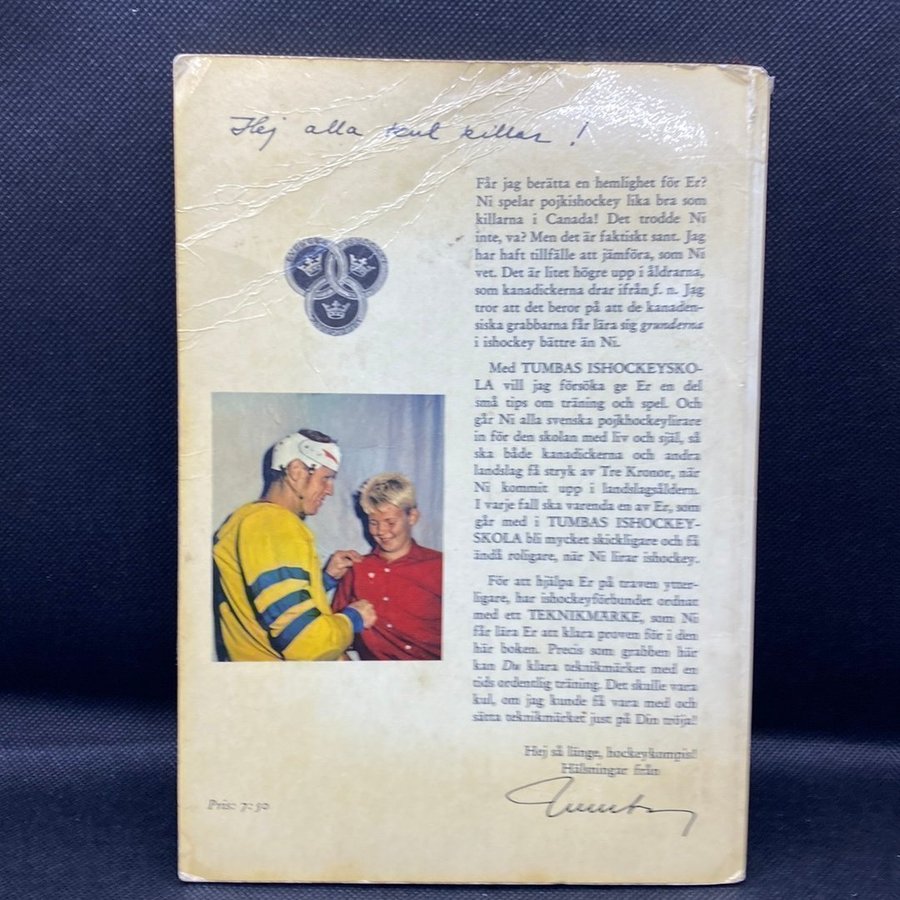 Hej alla kul killar!
Får jag berätta en hemlighet för Er?
Ni spelar pojkishockey lika bra som
killarna i Canada! Det trodde Ni
inte, va? Men det är faktiskt sant. Jag
har haft tillfälle att jämföra, som Ni
vet. Det är litet högre upp i åldrarna,
som kanadickerna drar ifrån f. n. Jag
tror att det beror på att de kanaden-
siska grabbarna får lära sig grunderna
i ishockey bättre än Ni.
Med TUMBAS ISHOCKEYSKO-
LA vill jag försöka ge Er en del
små tips om träning och spel. Och
går Ni alla svenska pojkhockeylirare
in för den skolan med liv och själ, så
ska både kanadickerna och andra
landslag få stryk av Tre Kronor, när
Ni kommit upp i landslagsåldern.
I varje fall ska varenda en av Er, som
går med i TUMBAS ISHOCKEY-
SKOLA bli mycket skickligare och få
ändå roligare, när Ni lirar ishockey.
För att hjälpa Er på traven ytter-
ligare, har ishockeyförbundet ordnat
med ett TEKNIKMÄRKE, som Ni
får lära Er att klara proven för i den
här boken. Precis som grabben här
kan Du klara teknikmärket med en
tids ordentlig träning. Det skulle vara
kul, om jag kunde få vara med och
sätta teknikmärket just på Din tröja!
Hej så länge, hockeykompis!
Hälsningar från
Tumba
Pris: 7:50